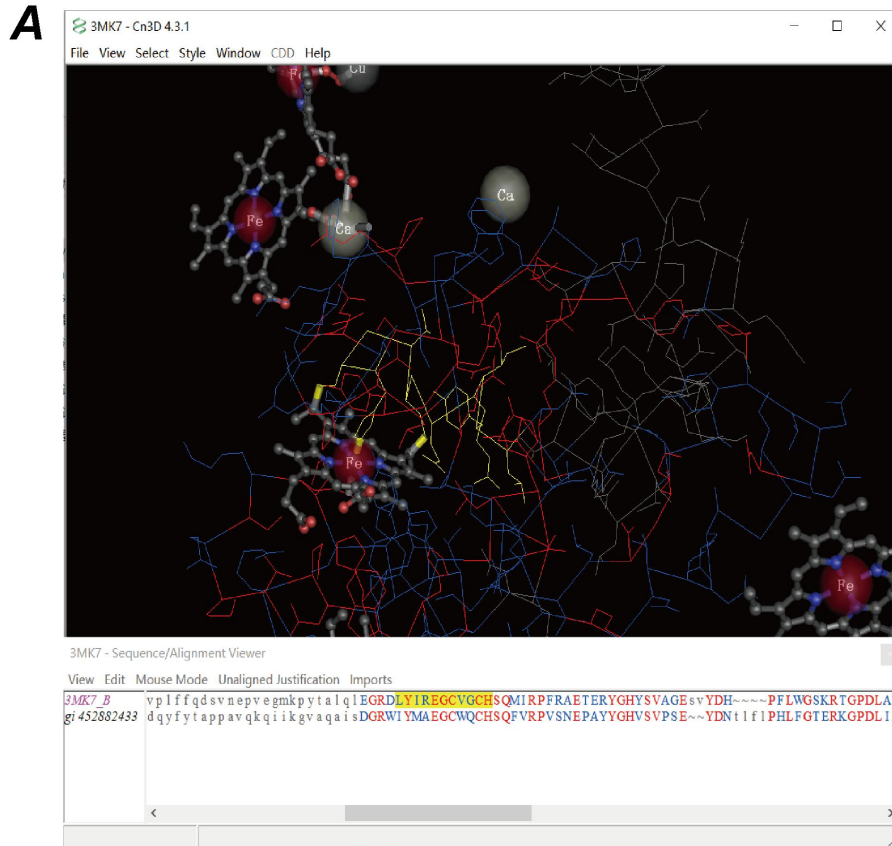 A
3MK7 - Cn3D 4.3.1
File View Select Style Window CDD Help
Fe Cu
Ca
Fe Ca
Fe
Fe
3MK7 - Sequence/Alignment Viewer
View Edit Mouse Mode Unaligned Justification Imports
3MK7_B vplffqdsvnepvegmkpytalqlEGRDLYIREGCVGCHSQMIRPFRAETERYGHYSVAGEsvYDH~~~~PFLWGSKRTGPDLA
gi 452882433 dqyfytappavqkqiikgvaqaisDGRWIYMAEGCWQCHSQFVRPVSNEPAYYGHVSVPSE~~YDNtlflPHLFGTERKGPDLI